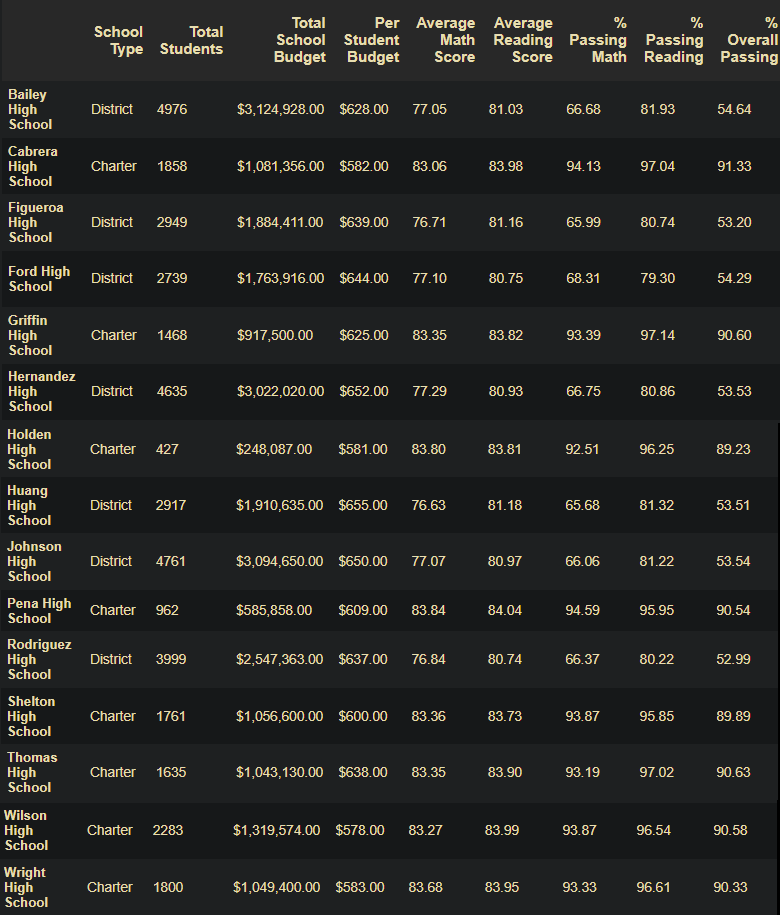 School Type Total Students Total School Budget Per Student Budget Average Math Score Average Reading Score % Passing Math % Passing Reading % Overall Passing
Bailey High School District 4976 $3,124,928.00 $628.00 77.05 81.03 66.68 81.93 54.64
Cabrera High School Charter 1858 $1,081,356.00 $582.00 83.06 83.98 94.13 97.04 91.33
Figueroa High School District 2949 $1,884,411.00 $639.00 76.71 81.16 65.99 80.74 53.20
Ford High School District 2739 $1,763,916.00 $644.00 77.10 80.75 68.31 79.30 54.29
Griffin High School Charter 1468 $917,500.00 $625.00 83.35 83.82 93.39 97.14 90.60
Hernandez High School District 4635 $3,022,020.00 $652.00 77.29 80.93 66.75 80.86 53.53
Holden High School Charter 427 $248,087.00 $581.00 83.80 83.81 92.51 96.25 89.23
Huang High School District 2917 $1,910,635.00 $655.00 76.63 81.18 65.68 81.32 53.51
Johnson High School District 4761 $3,094,650.00 $650.00 77.07 80.97 66.06 81.22 53.54
Pena High School Charter 962 $585,858.00 $609.00 83.84 84.04 94.59 95.95 90.54
Rodriguez High School District 3999 $2,547,363.00 $637.00 76.84 80.74 66.37 80.22 52.99
Shelton High School Charter 1761 $1,056,600.00 $600.00 83.36 83.73 93.87 95.85 89.89
Thomas High School Charter 1635 $1,043,130.00 $638.00 83.35 83.90 93.19 97.02 90.63
Wilson High School Charter 2283 $1,319,574.00 $578.00 83.27 83.99 93.87 96.54 90.58
Wright High School Charter 1800 $1,049,400.00 $583.00 83.68 83.95 93.33 96.61 90.33